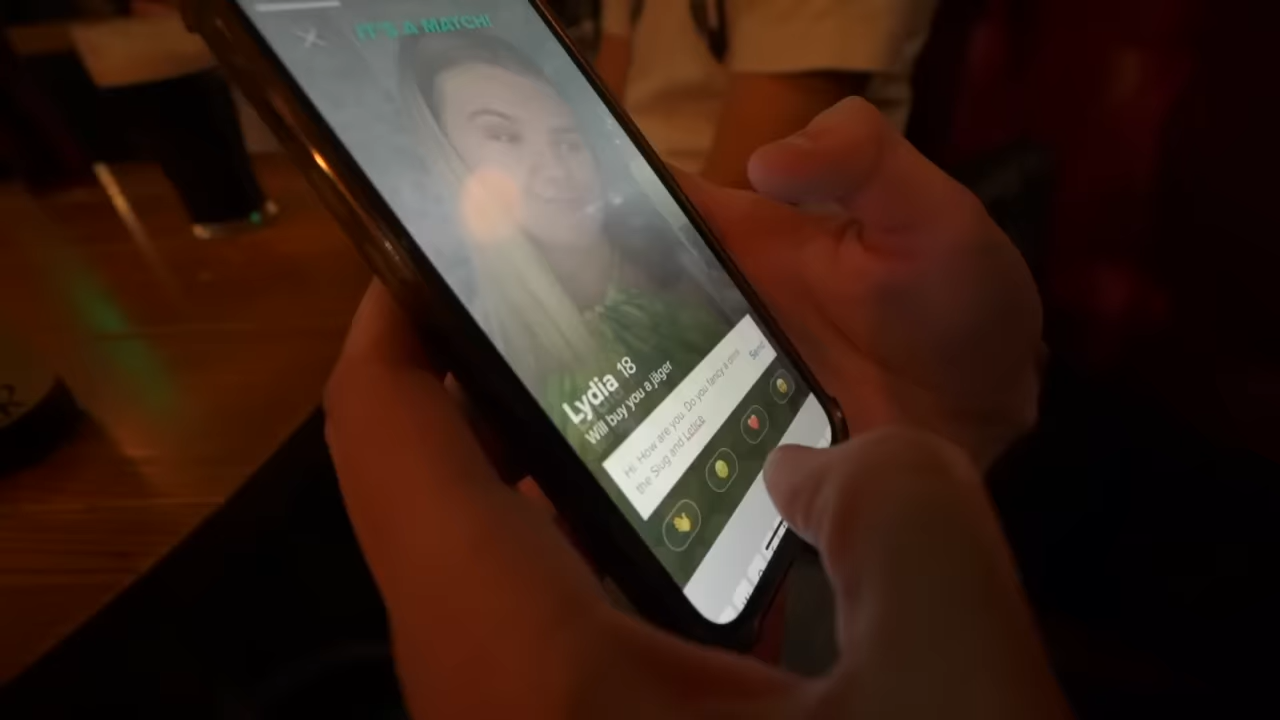 IT'S A MATCH!
Lydia 18
Will buy you a jäger
Hi. How are you. Do you fancy a drink
the Slug and Letice
Send